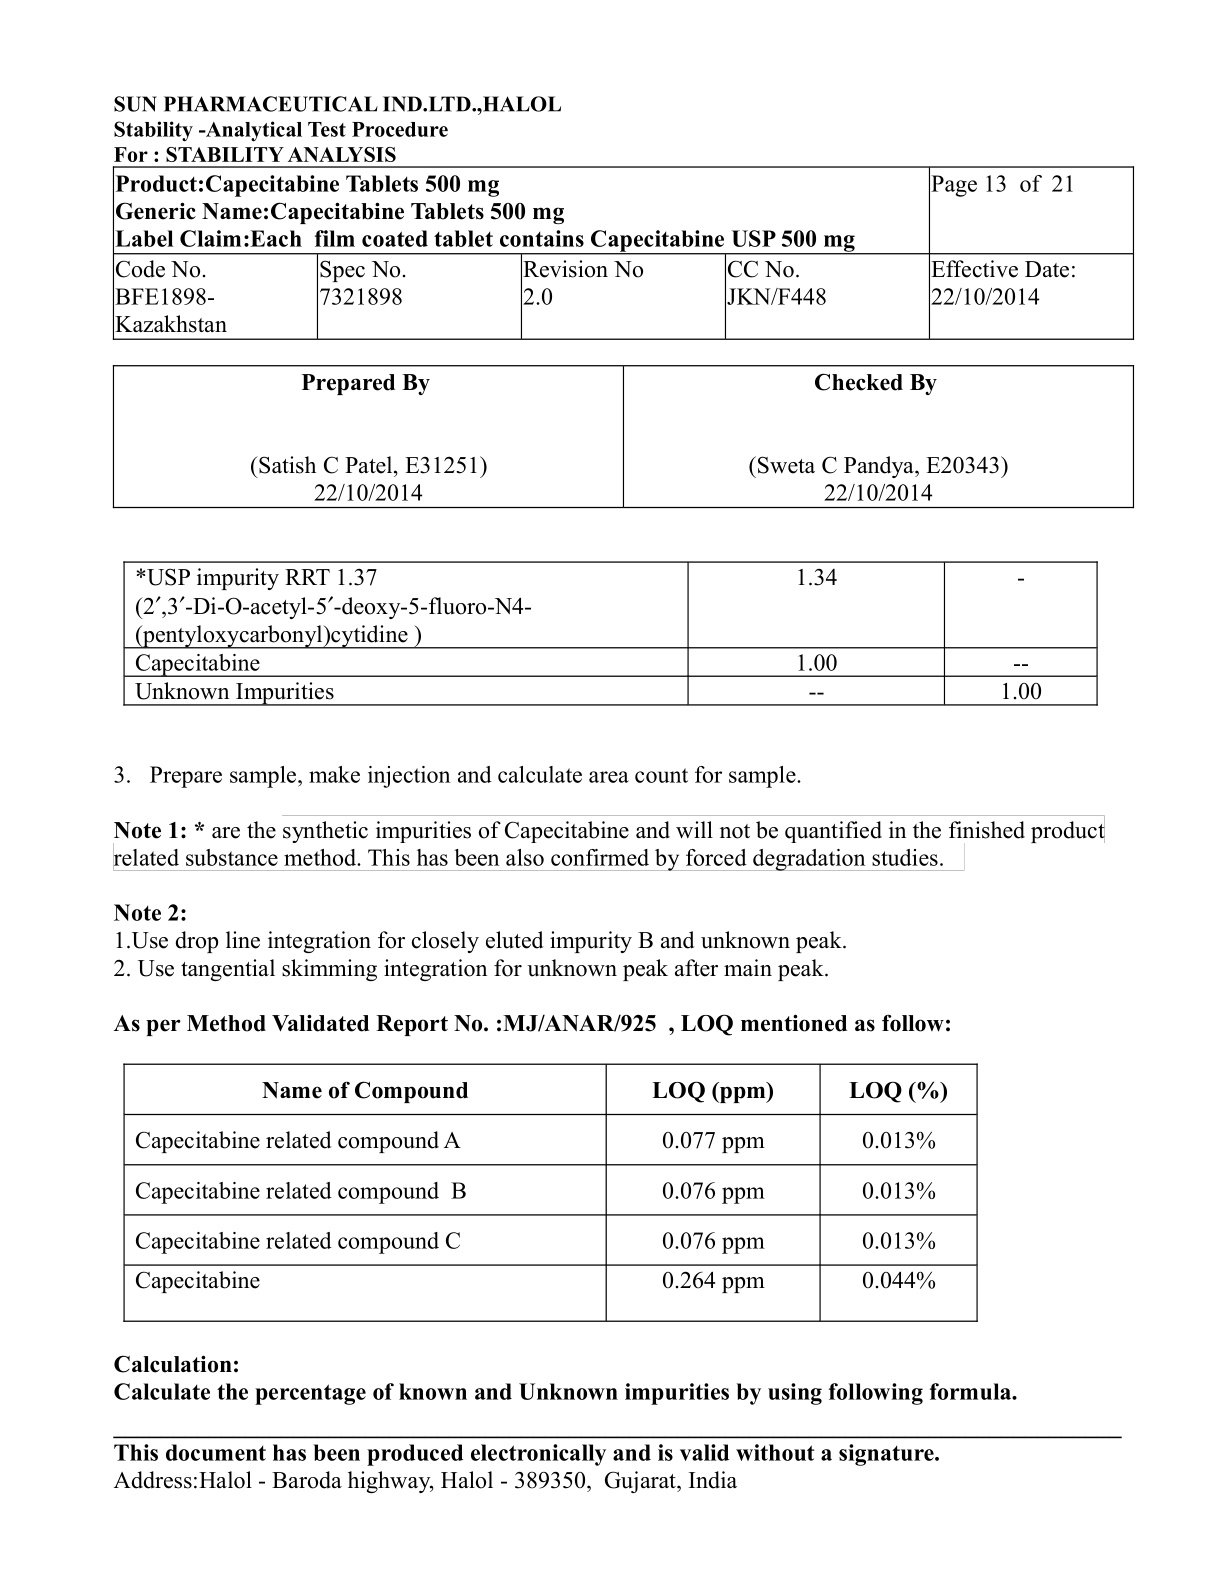 SUN PHARMACEUTICAL IND.LTD.,HALOL
Stability -Analytical Test Procedure
For : STABILITY ANALYSIS
Product:Capecitabine Tablets 500 mg
Generic Name:Capecitabine Tablets 500 mg
Label Claim:Each film coated tablet contains Capecitabine USP 500 mg
Page 13 of 21
Code No.
BFE1898-
Kazakhstan
Spec No.
7321898
Revision No
2.0
CC No.
JKN/F448
Effective Date:
22/10/2014
Prepared By
(Satish C Patel, E31251)
22/10/2014
Checked By
(Sweta C Pandya, E20343)
22/10/2014
*USP impurity RRT 1.37
(2′,3′-Di-O-acetyl-5′-deoxy-5-fluoro-N4-
(pentyloxycarbonyl)cytidine )
1.34
-
Capecitabine
1.00
--
Unknown Impurities
--
1.00
3. Prepare sample, make injection and calculate area count for sample.
Note 1: * are the synthetic impurities of Capecitabine and will not be quantified in the finished product
related substance method. This has been also confirmed by forced degradation studies.
Note 2:
1.Use drop line integration for closely eluted impurity B and unknown peak.
2. Use tangential skimming integration for unknown peak after main peak.
As per Method Validated Report No. :MJ/ANAR/925 , LOQ mentioned as follow:
Name of Compound
LOQ (ppm)
LOQ (%)
Capecitabine related compound A
0.077 ppm
0.013%
Capecitabine related compound B
0.076 ppm
0.013%
Capecitabine related compound C
0.076 ppm
0.013%
Capecitabine
0.264 ppm
0.044%
Calculation:
Calculate the percentage of known and Unknown impurities by using following formula.
This document has been produced electronically and is valid without a signature.
Address:Halol - Baroda highway, Halol - 389350, Gujarat, India